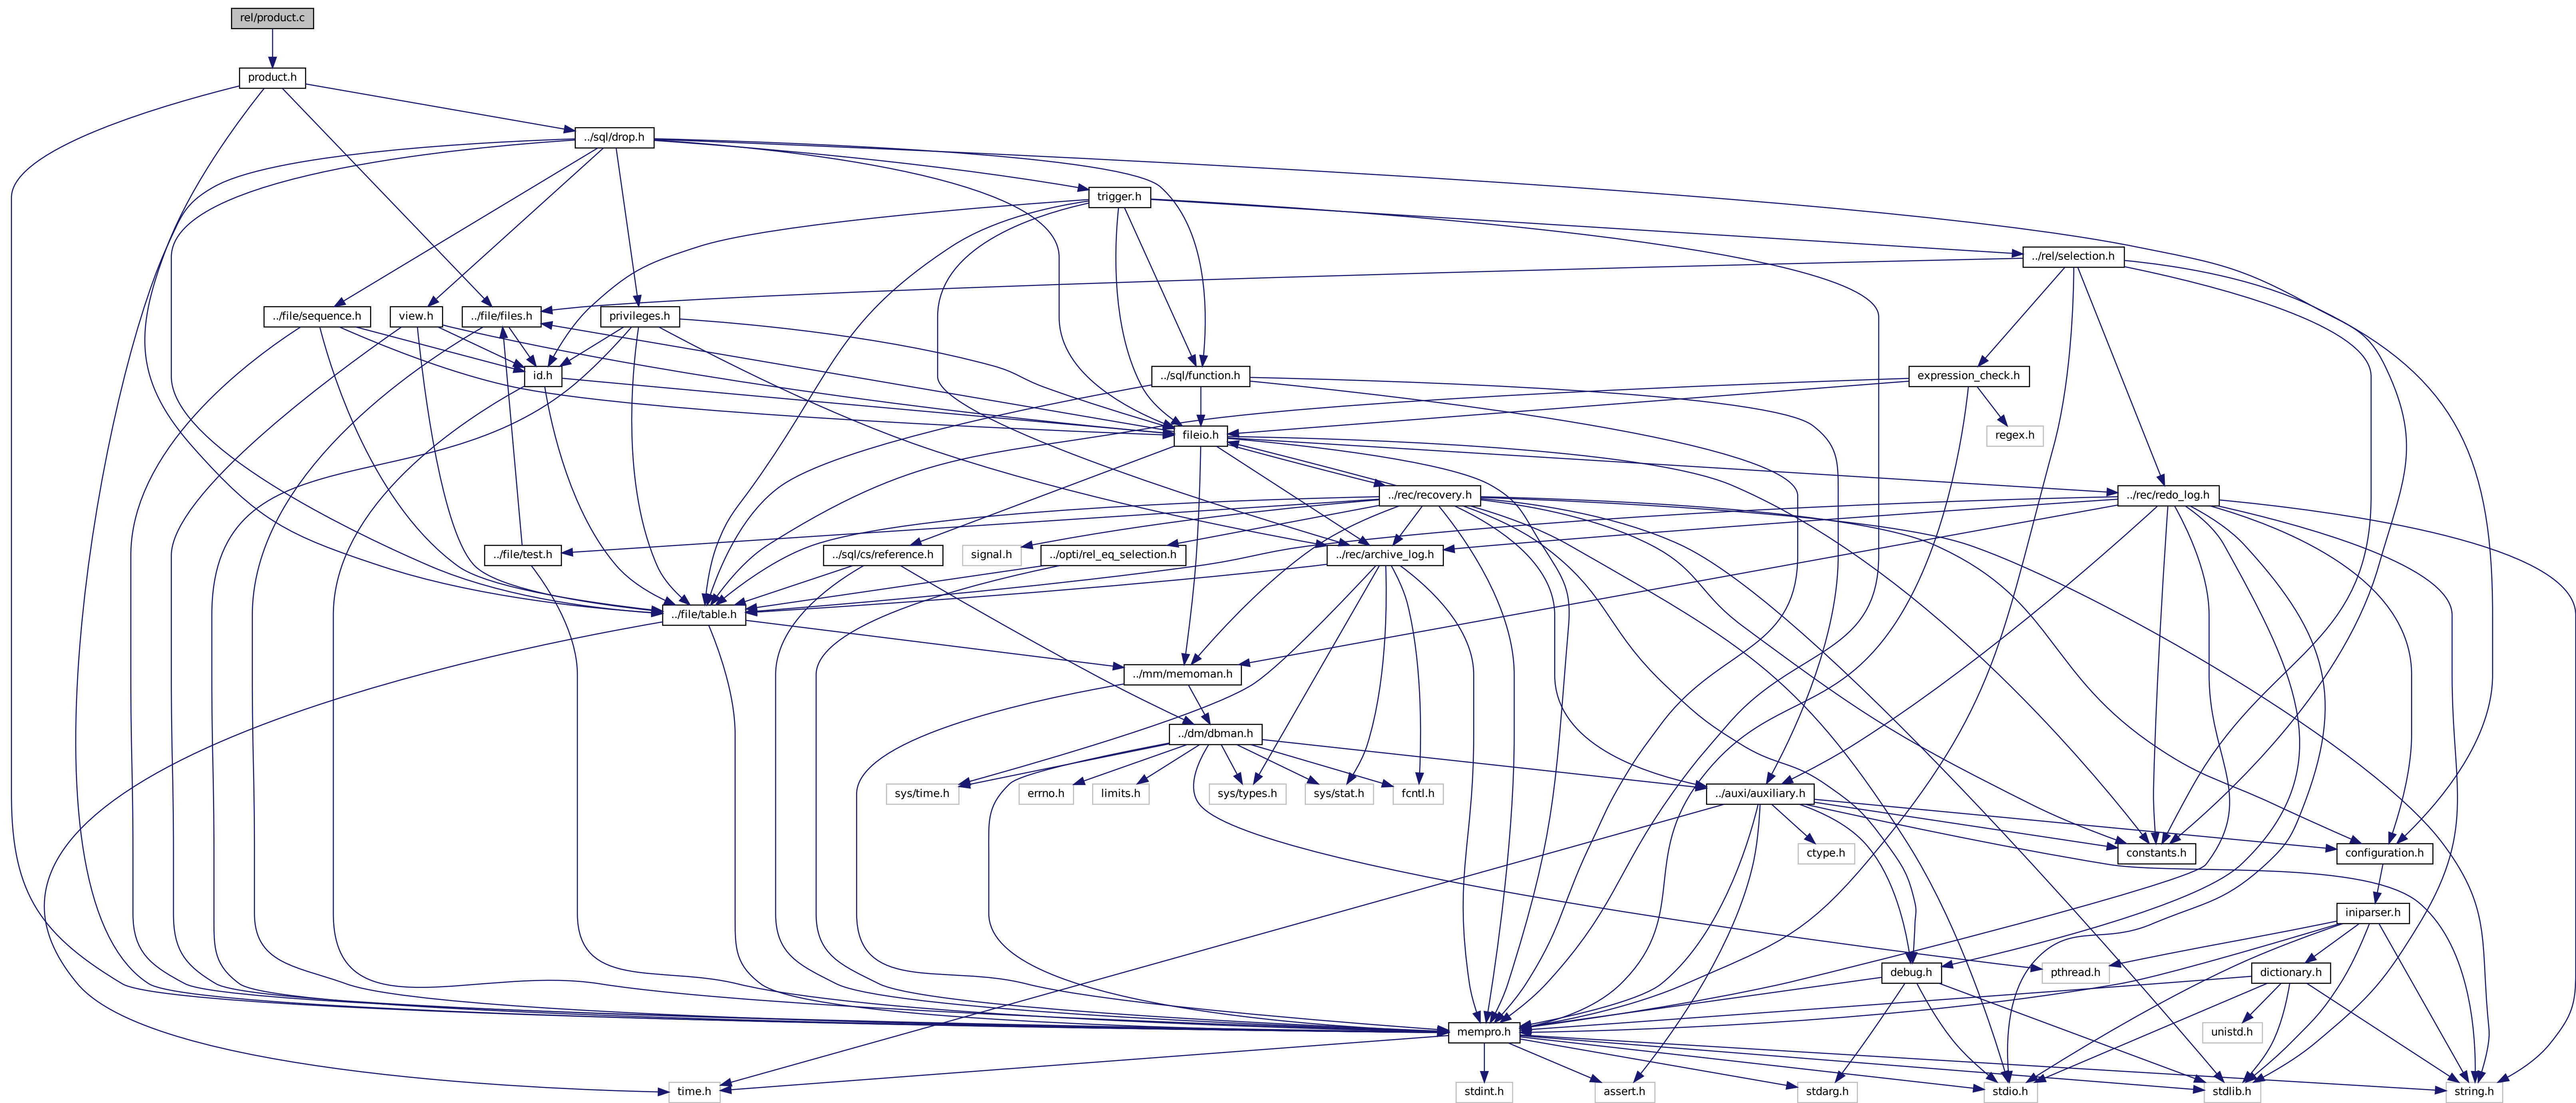 rel/product.c
product.h
../sql/drop.h
trigger.h
../rel/selection.h
../file/sequence.h
view.h
../file/files.h
privileges.h
id.h
../sql/function.h
expression_check.h
fileio.h
regex.h
../rec/recovery.h
../rec/redo_log.h
../file/test.h
../sql/cs/reference.h
signal.h
../opti/rel_eq_selection.h
../rec/archive_log.h
../file/table.h
../mm/memoman.h
../dm/dbman.h
sys/time.h
errno.h
limits.h
sys/types.h
sys/stat.h
fcntl.h
../auxi/auxiliary.h
ctype.h
constants.h
configuration.h
iniparser.h
debug.h
pthread.h
dictionary.h
mempro.h
unistd.h
time.h
stdint.h
assert.h
stdarg.h
stdio.h
stdlib.h
string.h